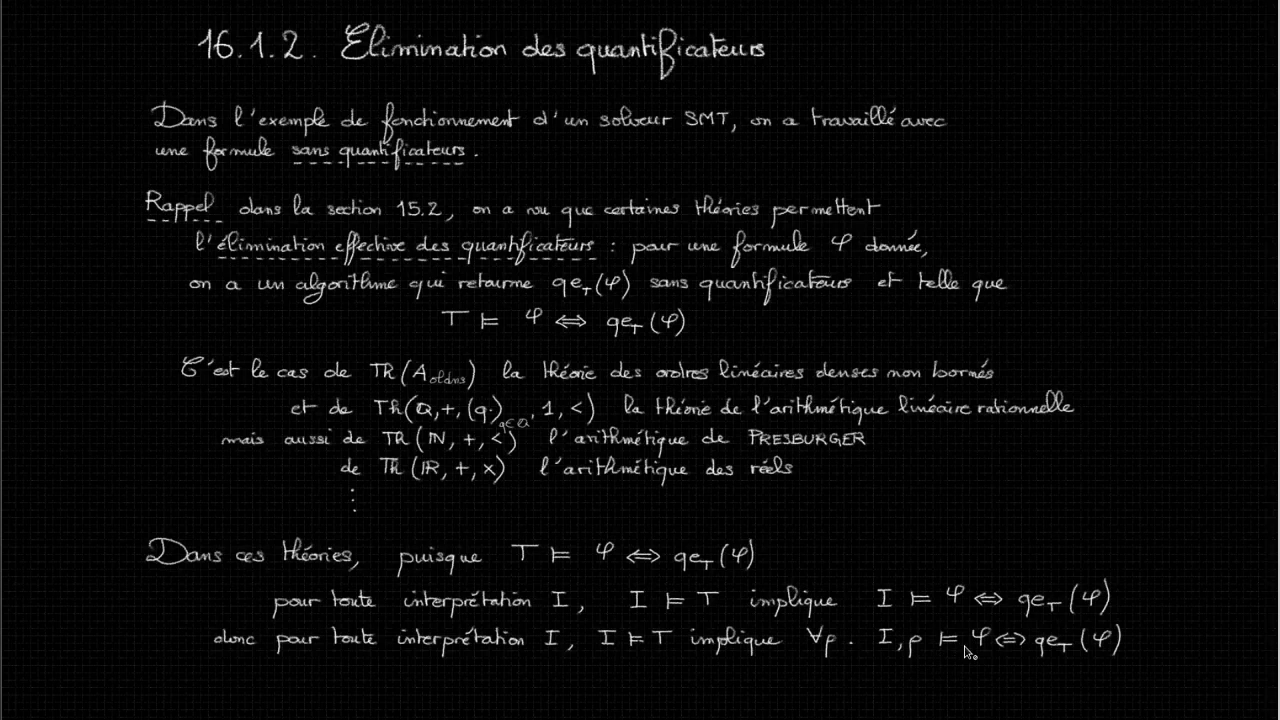 16.1.2. Elimination des quantificateurs
Dans l'exemple de fonctionnement d'un solveur SMT, on a travaillé avec
une formule sans quantificateurs.
Rappel dans la section 15.2, on a vu que certaines théories permettent
l'élimination effective des quantificateurs : pour une formule φ donnée,
on a un algorithme qui retourne qe_T(φ) sans quantificateurs et telle que
T ⊨ φ ⇔ qe_T(φ)
C'est le cas de Th(A_oldns) la théorie des ordres linéaires denses non bornés
et de Th(Q,+,(q·)_{q∈Q}, 1, <) la théorie de l'arithmétique linéaire rationnelle
mais aussi de Th(N, +, <) l'arithmétique de PRESBURGER
de Th(R, +, ×) l'arithmétique des réels
⋮
Dans ces théories, puisque T ⊨ φ ⇔ qe_T(φ)
pour toute interprétation I, I ⊨ T implique I ⊨ φ ⇔ qe_T(φ)
donc pour toute interprétation I, I ⊨ T implique ∀ρ. I,ρ ⊨ φ ⇔ qe_T(φ)